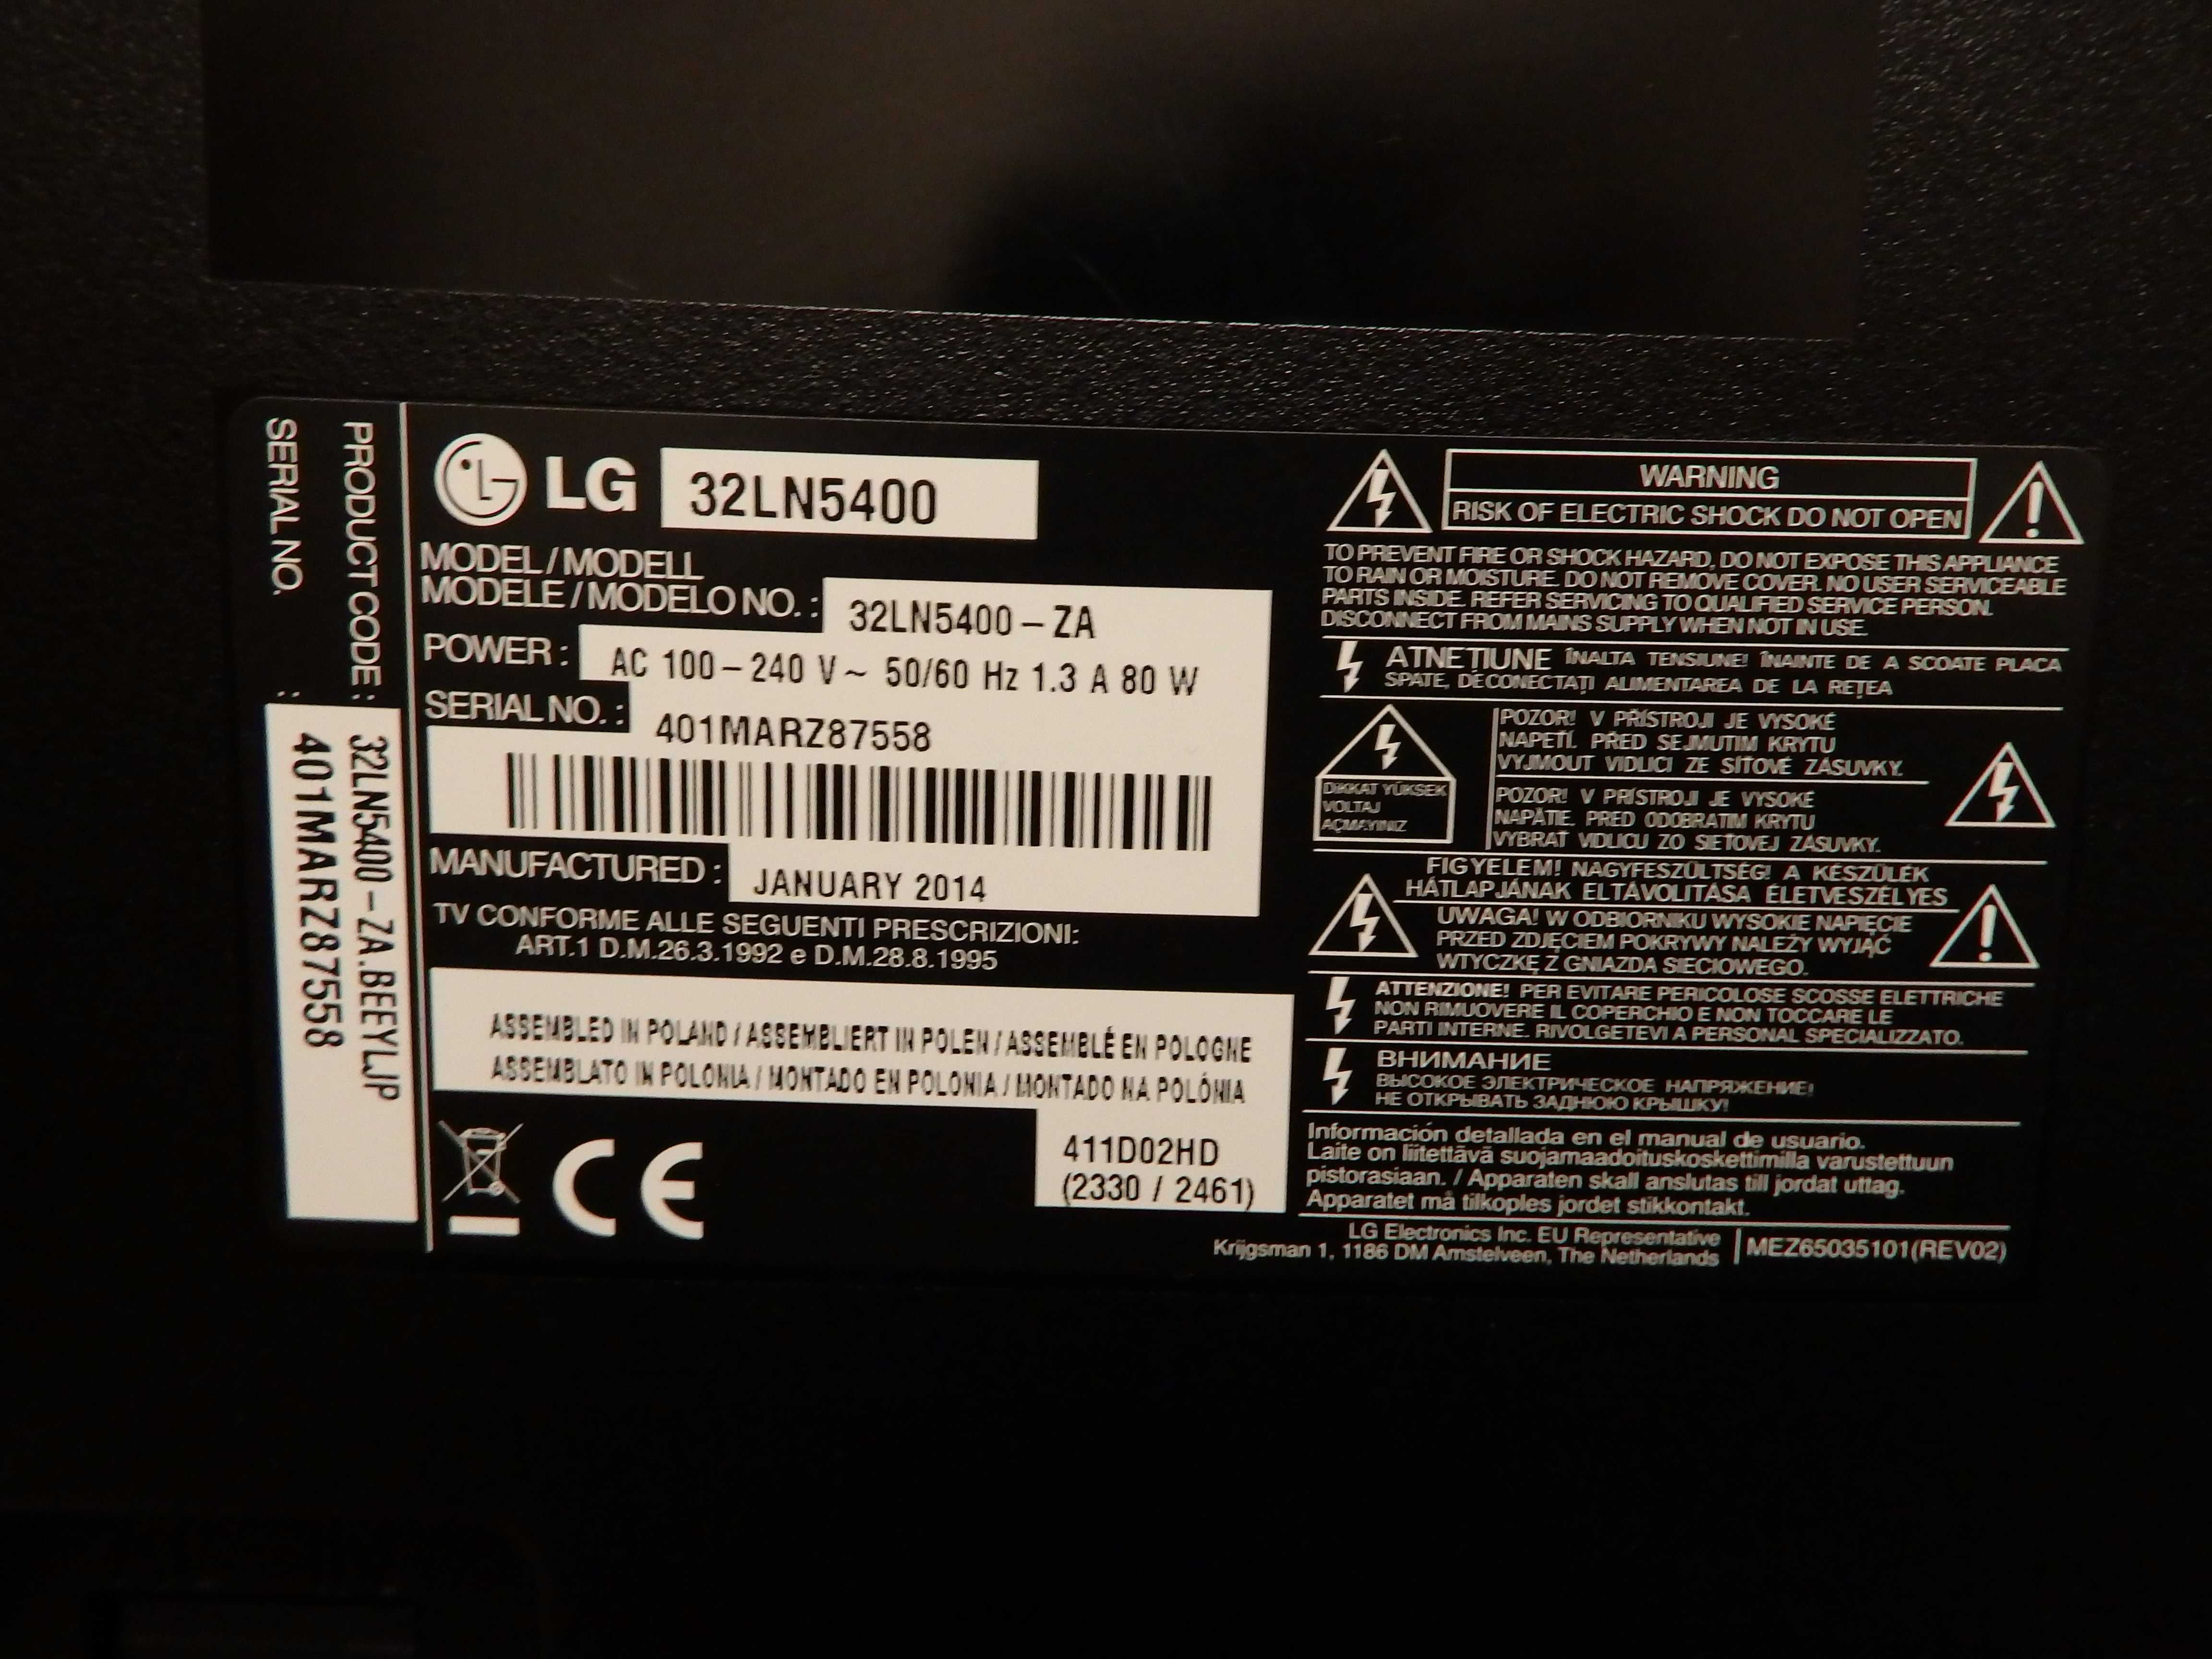 PRODUCT CODE : 32LN5400-ZA.BEEYLJP
SERIAL NO. : 401MARZ87558
LG 32LN5400
MODEL / MODELL
MODELE / MODELO NO. : 32LN5400-ZA
POWER : AC 100-240 V~ 50/60 Hz 1.3 A 80 W
SERIAL NO. : 401MARZ87558
MANUFACTURED : JANUARY 2014
TV CONFORME ALLE SEGUENTI PRESCRIZIONI:
ART.1 D.M.26.3.1992 e D.M.28.8.1995
ASSEMBLED IN POLAND / ASSEMBLIERT IN POLEN / ASSEMBLÉ EN POLOGNE
ASSEMBLATO IN POLONIA / MONTADO EN POLONIA / MONTADO NA POLÓNIA
CE
411D02HD
(2330 / 2461)
WARNING
RISK OF ELECTRIC SHOCK DO NOT OPEN
TO PREVENT FIRE OR SHOCK HAZARD, DO NOT EXPOSE THIS APPLIANCE
TO RAIN OR MOISTURE. DO NOT REMOVE COVER. NO USER SERVICEABLE
PARTS INSIDE. REFER SERVICING TO QUALIFIED SERVICE PERSON.
DISCONNECT FROM MAINS SUPPLY WHEN NOT IN USE.
ATNEȚIUNE ÎNALTA TENSIUNE! ÎNAINTE DE A SCOATE PLACA
SPATE, DECONECTAȚI ALIMENTAREA DE LA REȚEA
DIKKAT YÜKSEK
VOLTAJ
AÇMAYINIZ
POZOR! V PŘÍSTROJI JE VYSOKÉ
NAPĚTÍ. PŘED SEJMUTIM KRYTU
VYJMOUT VIDLICI ZE SÍŤOVÉ ZÁSUVKY.
POZOR! V PRÍSTROJI JE VYSOKÉ
NAPÄTIE. PRED ODOBRATIM KRYTU
VYBRAŤ VIDLICU ZO SIEŤOVEJ ZÁSUVKY.
FIGYELEM! NAGYFESZÜLTSÉG! A KÉSZÜLÉK
HÁTLAPJÁNAK ELTÁVOLITÁSA ÉLETVESZÉLYES
UWAGA! W ODBIORNIKU WYSOKIE NAPIĘCIE
PRZED ZDJĘCIEM POKRYWY NALEŻY WYJĄĆ
WTYCZKĘ Z GNIAZDA SIECIOWEGO.
ATTENZIONE! PER EVITARE PERICOLOSE SCOSSE ELETTRICHE
NON RIMUOVERE IL COPERCHIO E NON TOCCARE LE
PARTI INTERNE. RIVOLGETEVI A PERSONAL SPECIALIZZATO.
ВНИМАНИЕ
ВЫСОКОЕ ЭЛЕКТРИЧЕСКОЕ НАПРЯЖЕНИЕ!
НЕ ОТКРЫВАТЬ ЗАДНЮЮ КРЫШКУ!
Información detallada en el manual de usuario.
Laite on liitettävä suojamaadoituskoskettimilla varustettuun
pistorasiaan. / Apparaten skall anslutas till jordat uttag.
Apparatet må tilkoples jordet stikkontakt.
LG Electronics Inc. EU Representative
Krijgsman 1, 1186 DM Amstelveen, The Netherlands
MEZ65035101(REV02)